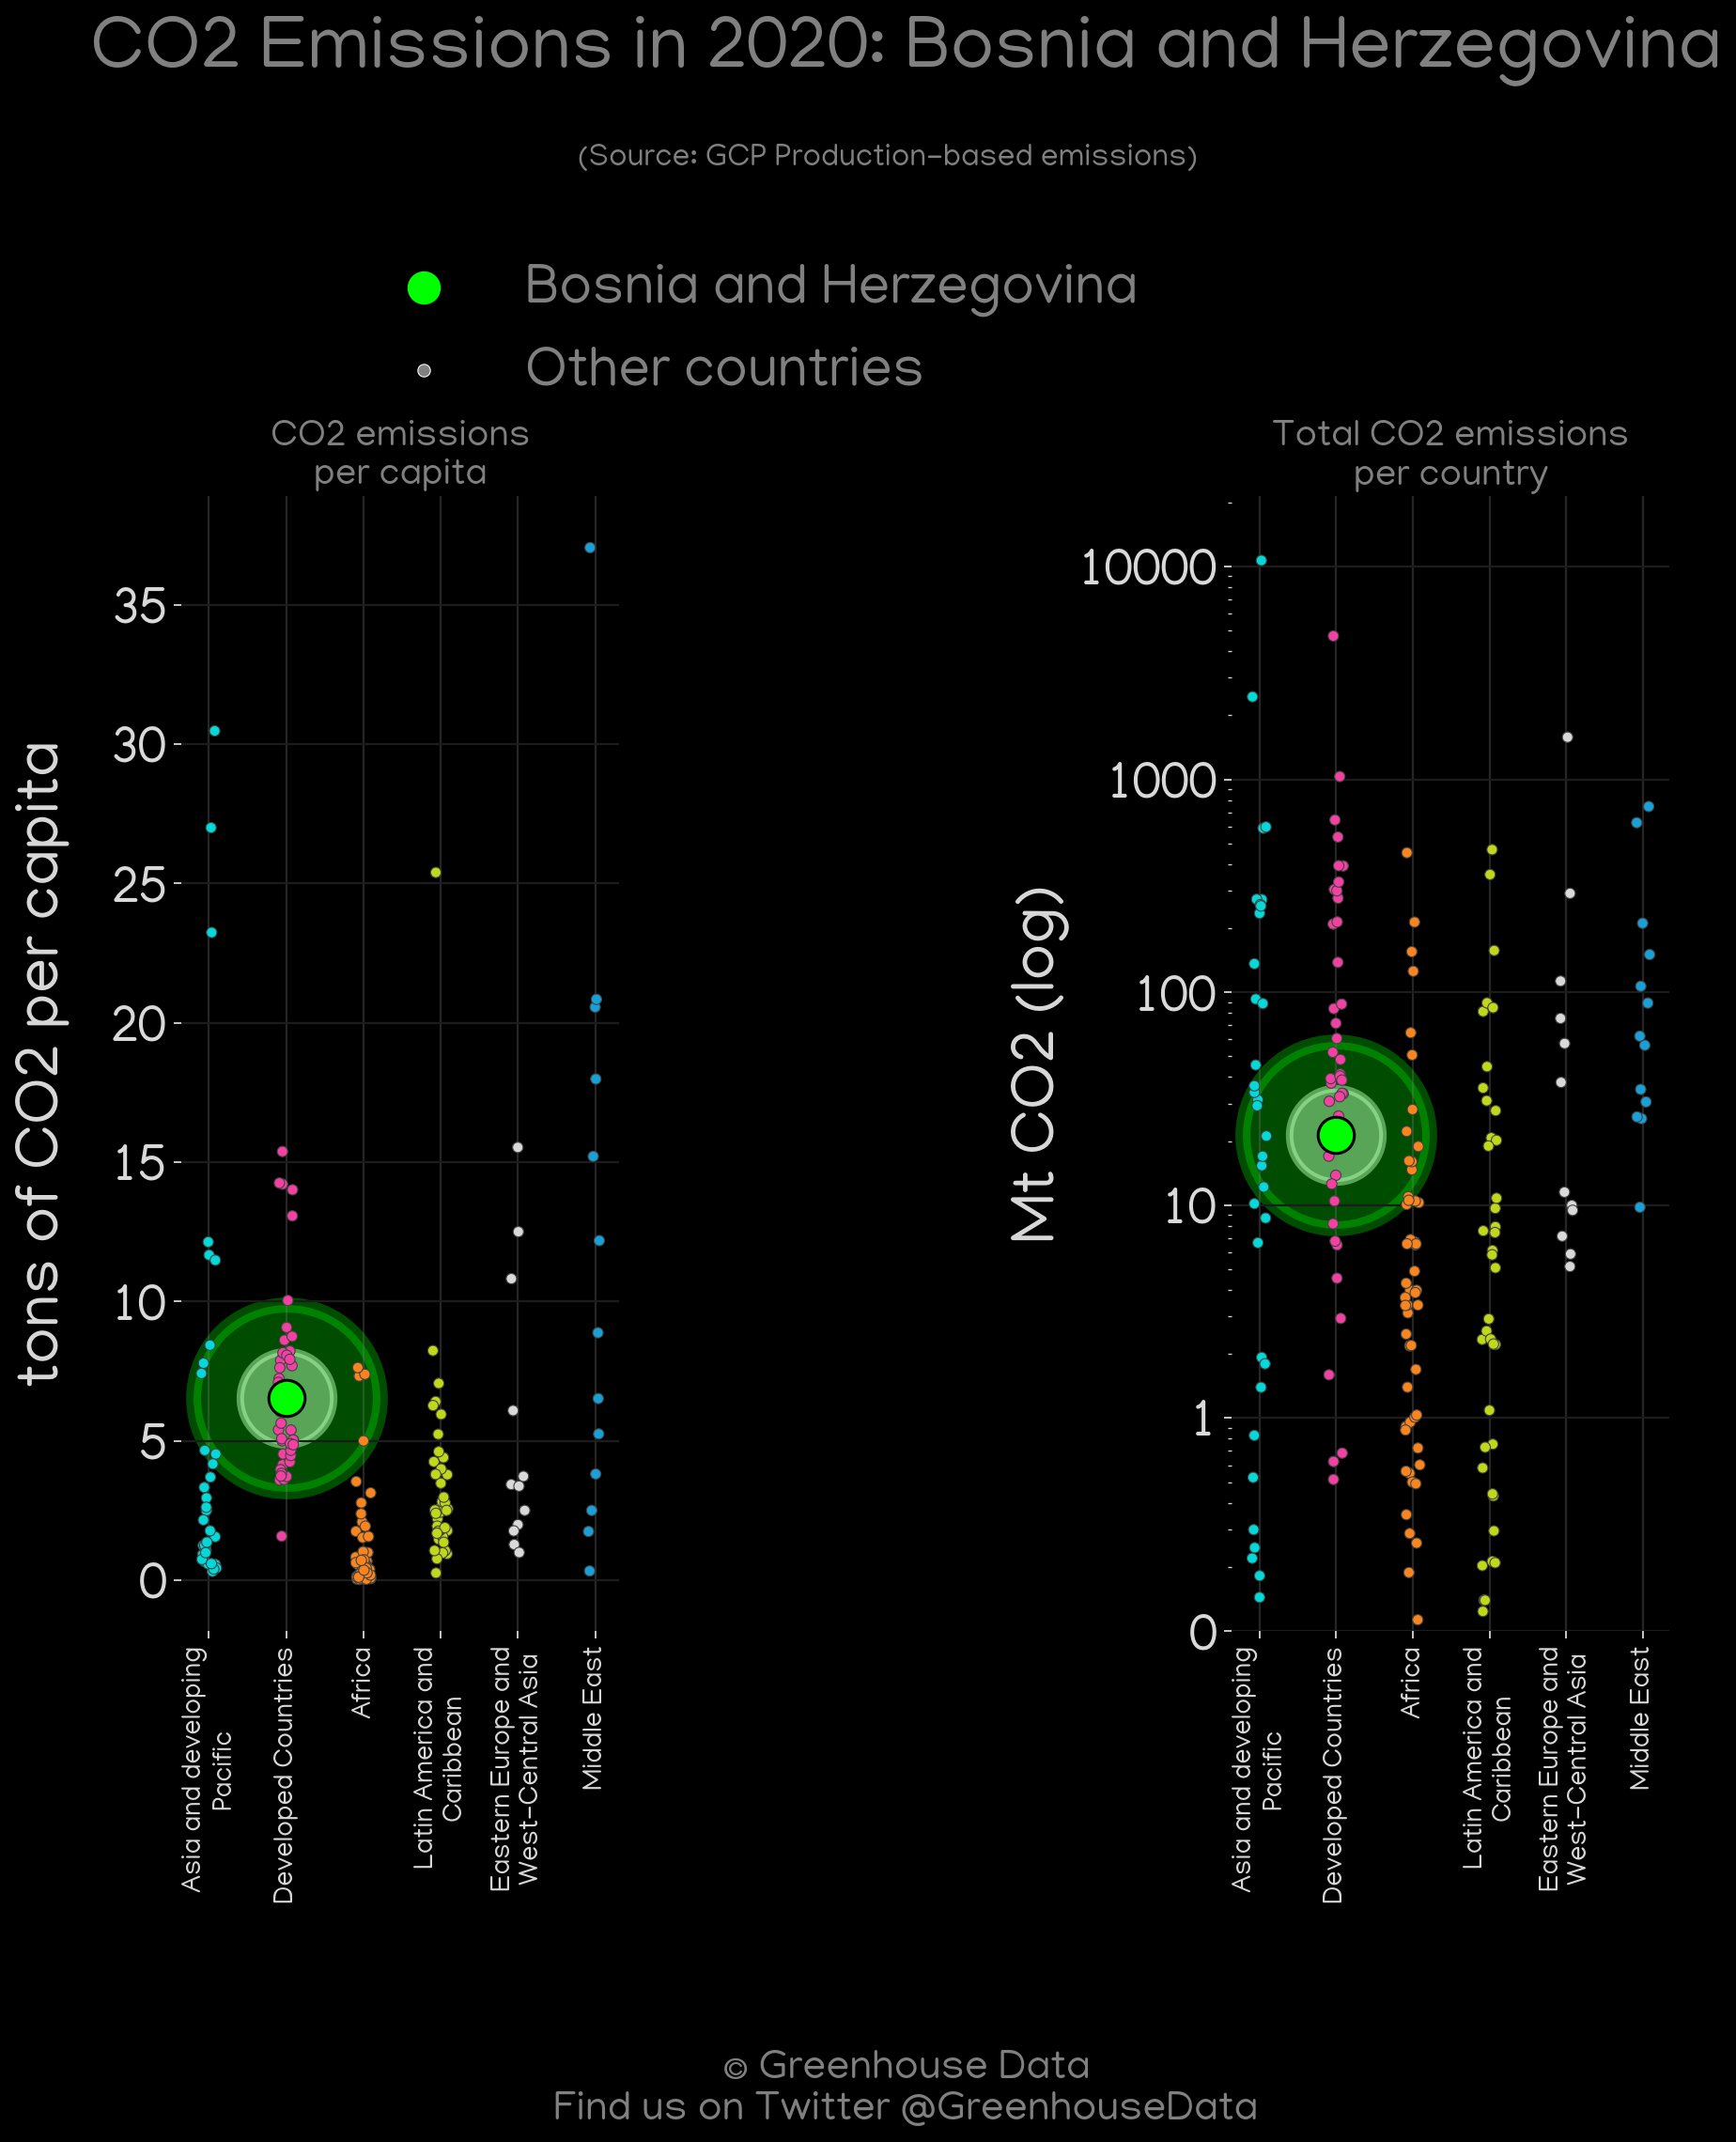 CO2 Emissions in 2020: Bosnia and Herzegovina
(Source: GCP Production-based emissions)
Bosnia and Herzegovina
Other countries
CO2 emissions
per capita
tons of CO2 per capita
35
30
25
20
15
10
5
0
Asia and developing
Pacific
Developed Countries
Africa
Latin America and
Caribbean
Eastern Europe and
West-Central Asia
Middle East
Total CO2 emissions
per country
Mt CO2 (log)
10000
1000
100
10
1
0
Asia and developing
Pacific
Developed Countries
Africa
Latin America and
Caribbean
Eastern Europe and
West-Central Asia
Middle East
© Greenhouse Data
Find us on Twitter @GreenhouseData